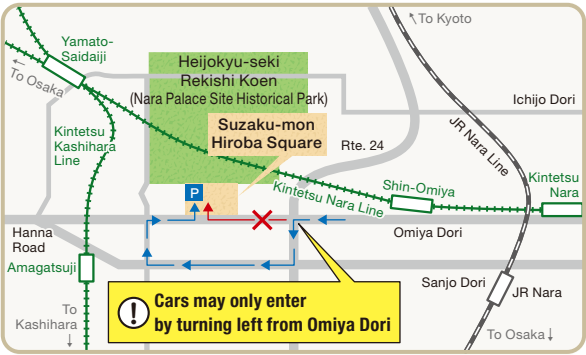 To Kyoto
Yamato-
Saidaiji
To Osaka
Heijokyu-seki
Rekishi Koen
(Nara Palace Site Historical Park)
Ichijo Dori
Suzaku-mon
Hiroba Square
Kintetsu
Kashihara
Line
Rte. 24
JR Nara Line
Kintetsu Nara Line
Shin-Omiya
Kintetsu
Nara
P
Hanna
Road
Omiya Dori
Amagatsuji
Sanjo Dori
JR Nara
To
Kashihara
! Cars may only enter
by turning left from Omiya Dori
To Osaka